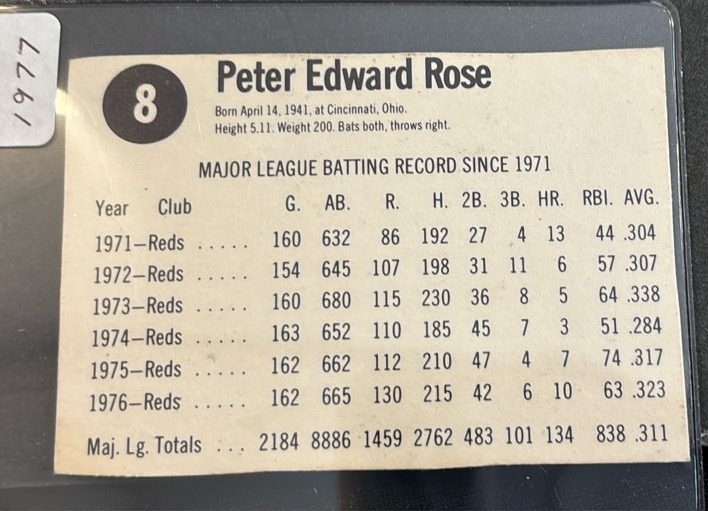 1977
8
Peter Edward Rose
Born April 14, 1941, at Cincinnati, Ohio.
Height 5.11. Weight 200. Bats both, throws right.
MAJOR LEAGUE BATTING RECORD SINCE 1971
Year Club G. AB. R. H. 2B. 3B. HR. RBI. AVG.
1971—Reds ..... 160 632 86 192 27 4 13 44 .304
1972—Reds ..... 154 645 107 198 31 11 6 57 .307
1973—Reds ..... 160 680 115 230 36 8 5 64 .338
1974—Reds ..... 163 652 110 185 45 7 3 51 .284
1975—Reds ..... 162 662 112 210 47 4 7 74 .317
1976—Reds ..... 162 665 130 215 42 6 10 63 .323
Maj. Lg. Totals ... 2184 8886 1459 2762 483 101 134 838 .311